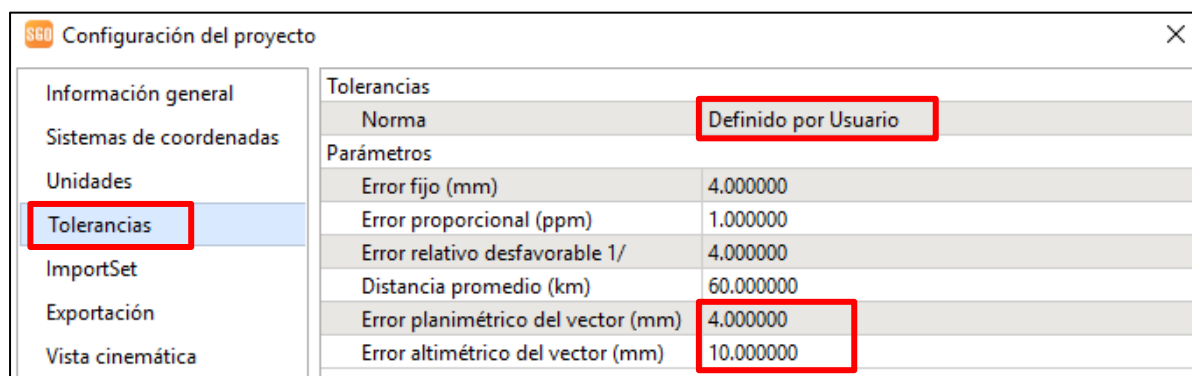 SGO Configuración del proyecto
Información general
Sistemas de coordenadas
Unidades
Tolerancias
ImportSet
Exportación
Vista cinemática
Tolerancias
Norma Definido por Usuario
Parámetros
Error fijo (mm) 4.000000
Error proporcional (ppm) 1.000000
Error relativo desfavorable 1/ 4.000000
Distancia promedio (km) 60.000000
Error planimétrico del vector (mm) 4.000000
Error altimétrico del vector (mm) 10.000000